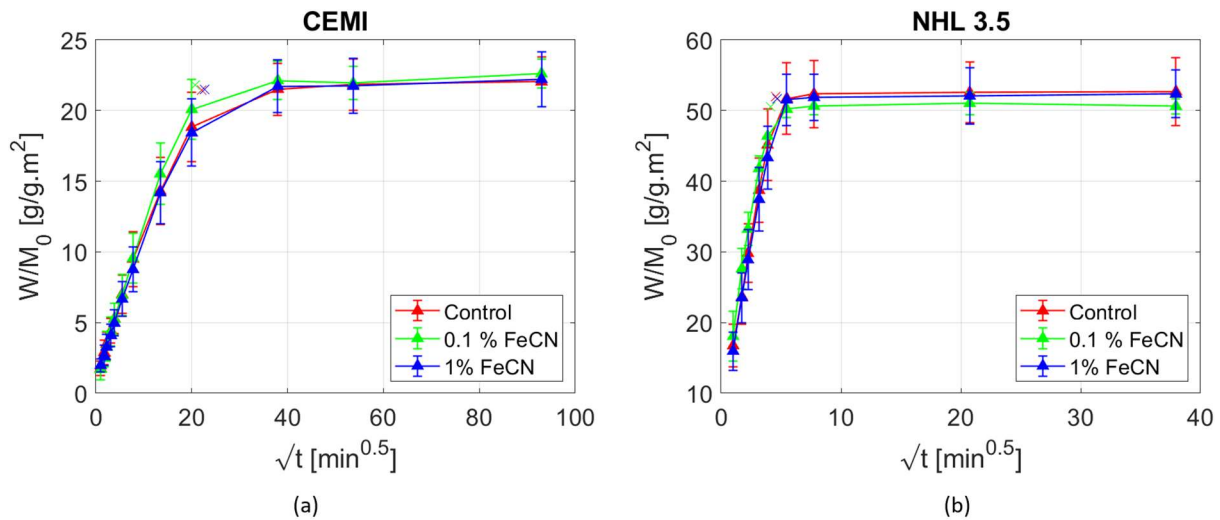 CEMI
25
20
15
10
5
0
W/M₀ [g/g.m²]
0 20 40 60 80 100
√t [min⁰·⁵]
Control
0.1 % FeCN
1% FeCN
(a)
NHL 3.5
60
50
40
30
20
10
W/M₀ [g/g.m²]
0 10 20 30 40
√t [min⁰·⁵]
Control
0.1 % FeCN
1% FeCN
(b)